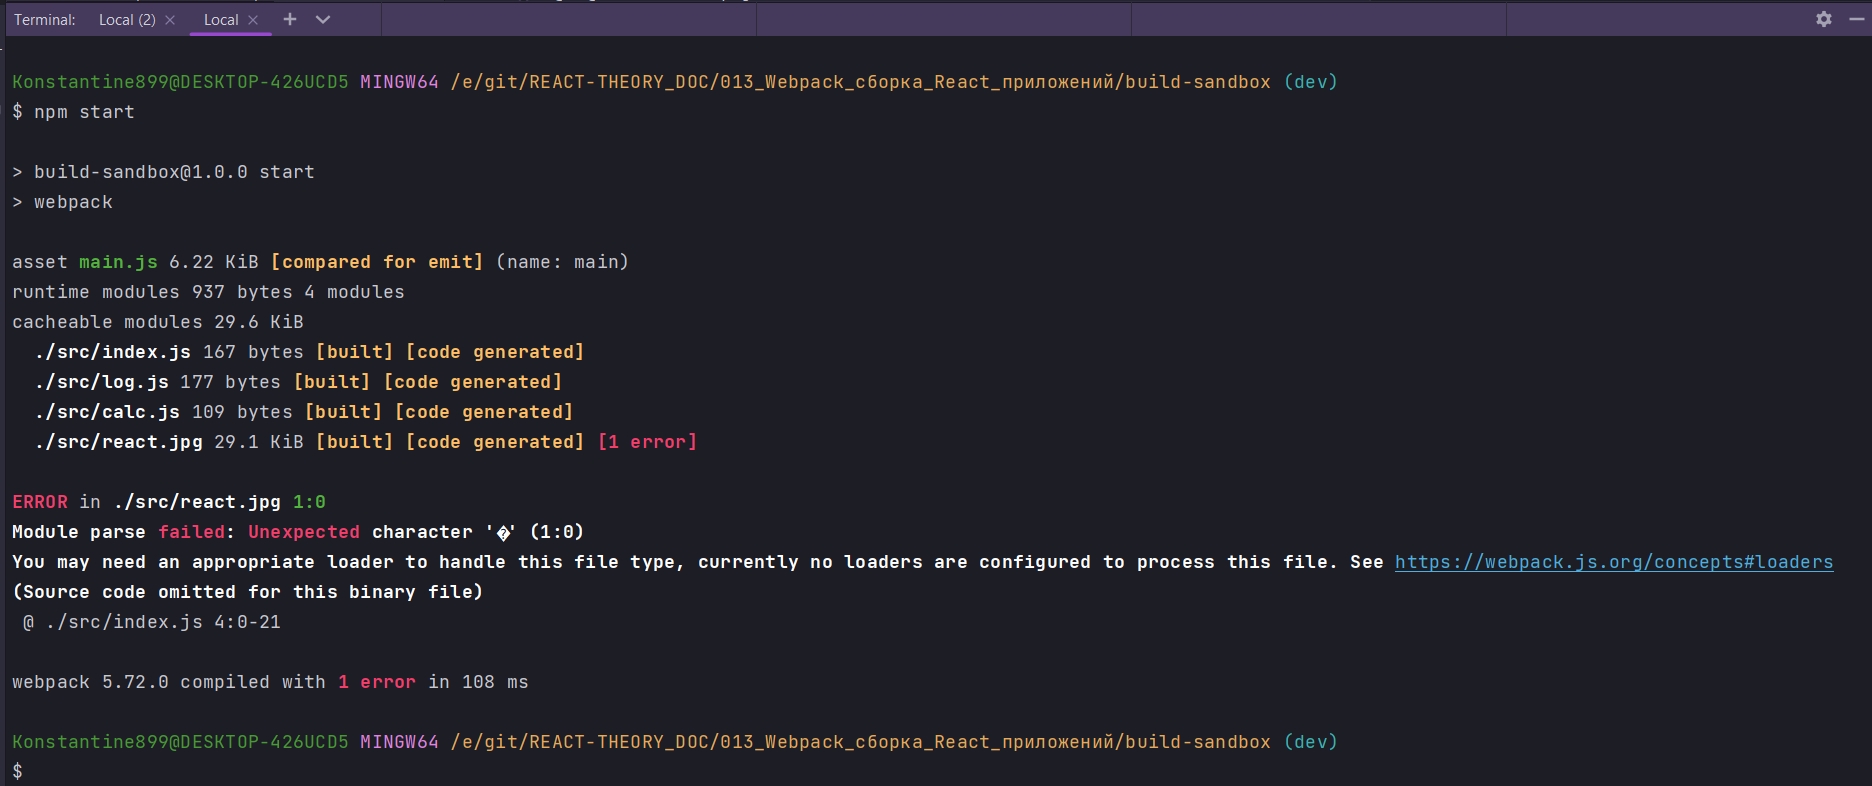 Terminal: Local (2) × Local × +
Konstantine899@DESKTOP-426UCD5 MINGW64 /e/git/REACT-THEORY_DOC/013_Webpack_сборка_React_приложений/build-sandbox (dev)
$ npm start
> build-sandbox@1.0.0 start
> webpack
asset main.js 6.22 KiB [compared for emit] (name: main)
runtime modules 937 bytes 4 modules
cacheable modules 29.6 KiB
./src/index.js 167 bytes [built] [code generated]
./src/log.js 177 bytes [built] [code generated]
./src/calc.js 109 bytes [built] [code generated]
./src/react.jpg 29.1 KiB [built] [code generated] [1 error]
ERROR in ./src/react.jpg 1:0
Module parse failed: Unexpected character '�' (1:0)
You may need an appropriate loader to handle this file type, currently no loaders are configured to process this file. See https://webpack.js.org/concepts#loaders
(Source code omitted for this binary file)
@ ./src/index.js 4:0-21
webpack 5.72.0 compiled with 1 error in 108 ms
Konstantine899@DESKTOP-426UCD5 MINGW64 /e/git/REACT-THEORY_DOC/013_Webpack_сборка_React_приложений/build-sandbox (dev)
$